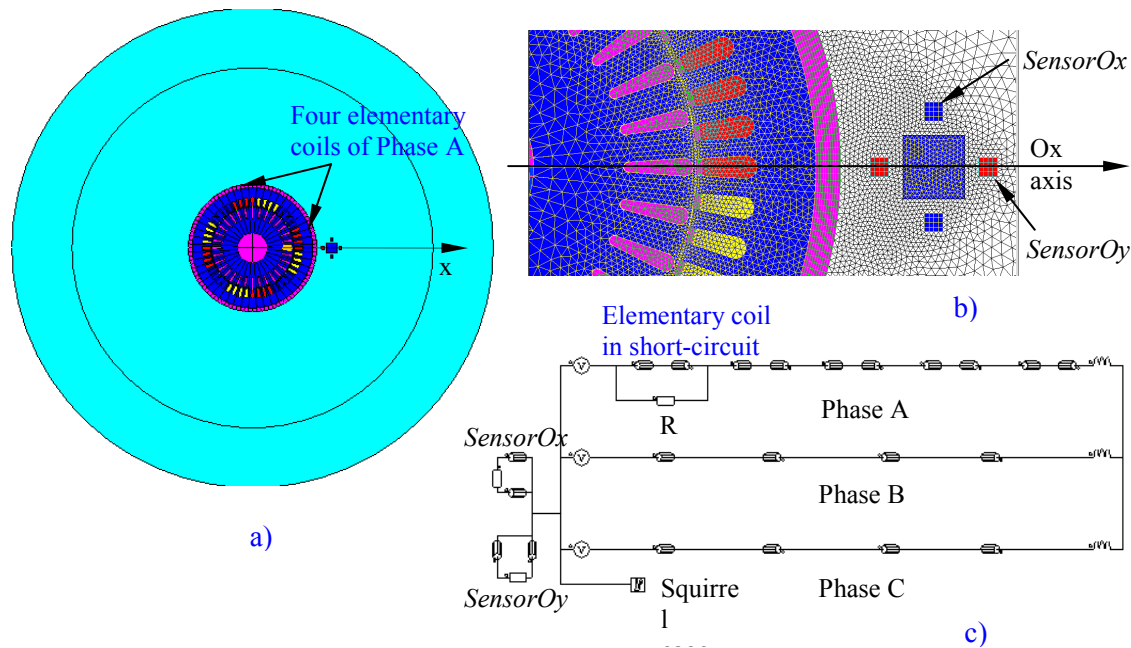 Four elementary
coils of Phase A
x
a)
SensorOx
Ox
axis
SensorOy
b)
Elementary coil
in short-circuit
V
R
Phase A
SensorOx
V
Phase B
V
SensorOy
Squirre
l
Phase C
c)